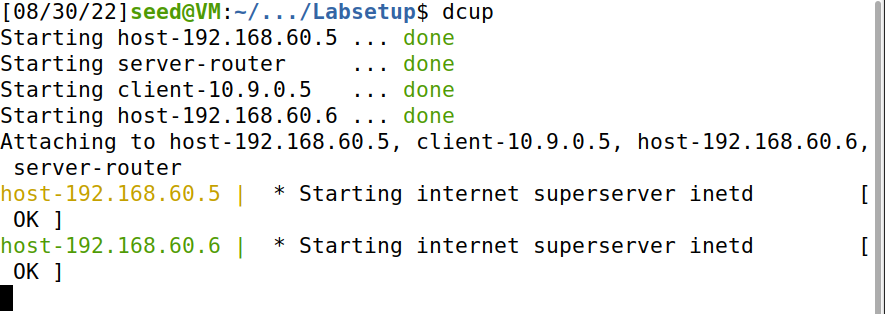 [08/30/22]seed@VM:~/.../Labsetup$ dcup
Starting host-192.168.60.5 ... done
Starting server-router     ... done
Starting client-10.9.0.5   ... done
Starting host-192.168.60.6 ... done
Attaching to host-192.168.60.5, client-10.9.0.5, host-192.168.60.6,
 server-router
host-192.168.60.5 |  * Starting internet superserver inetd        [
 OK ]
host-192.168.60.6 |  * Starting internet superserver inetd        [
 OK ]